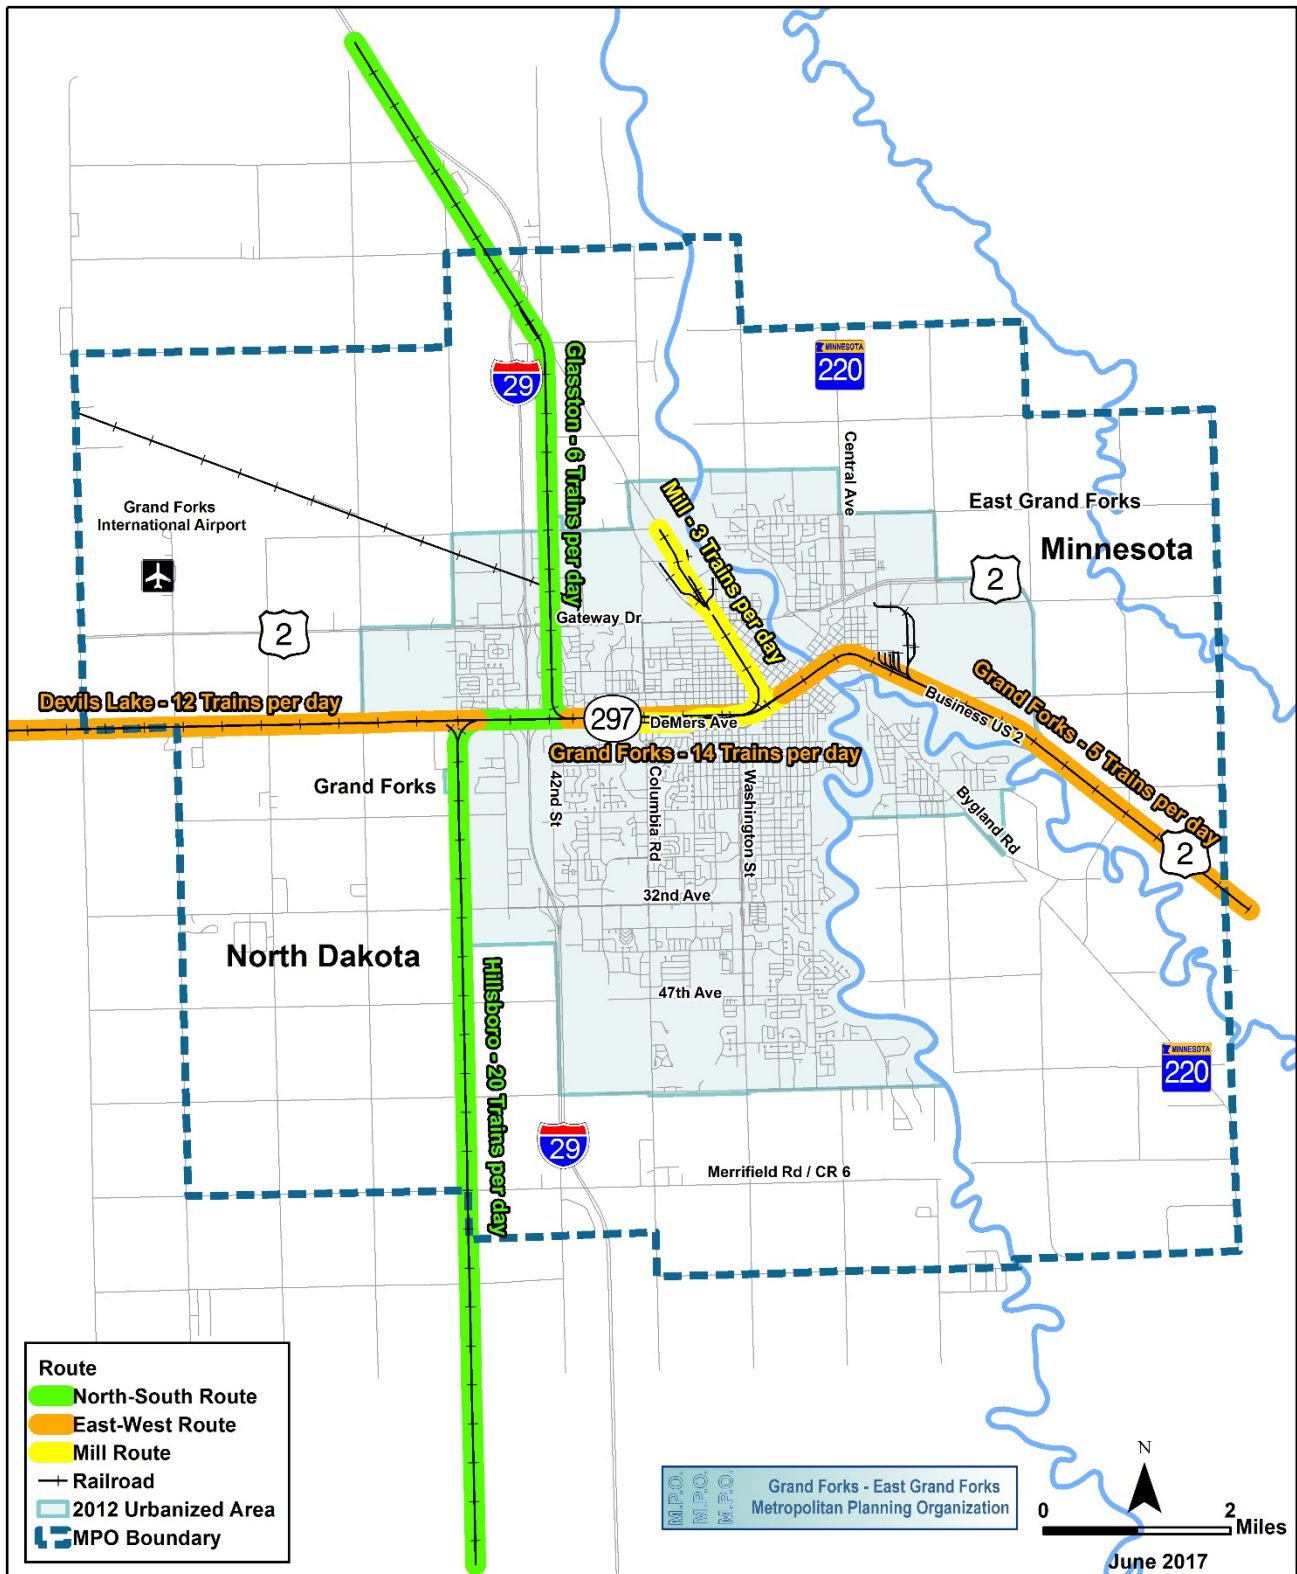 MINNESOTA
220
29
Glasston - 6 Trains per day
Central Ave
Mill - 3 Trains per day
East Grand Forks
Minnesota
Grand Forks
International Airport
2
2
Gateway Dr
Devils Lake - 12 Trains per day
297
DeMers Ave
Business US 2
Grand Forks - 5 Trains per day
Grand Forks - 14 Trains per day
Grand Forks
42nd St
Columbia Rd
Washington St
Bygland Rd
2
32nd Ave
North Dakota
47th Ave
Hillsboro - 20 Trains per day
MINNESOTA
220
29
Merrifield Rd / CR 6
Route
North-South Route
East-West Route
Mill Route
Railroad
2012 Urbanized Area
MPO Boundary
M.P.O.
M.P.O.
M.P.O.
Grand Forks - East Grand Forks
Metropolitan Planning Organization
N
0 2
Miles
June 2017